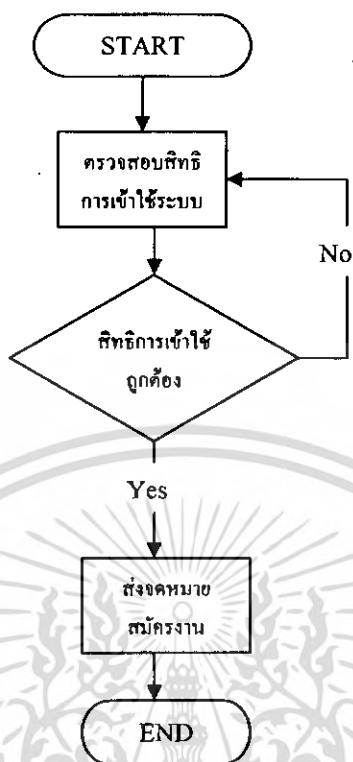 START
ตรวจสอบสิทธิ
การเข้าใช้ระบบ
No
สิทธิการเข้าใช้
ถูกต้อง
Yes
ส่งจดหมาย
สมัครงาน
END